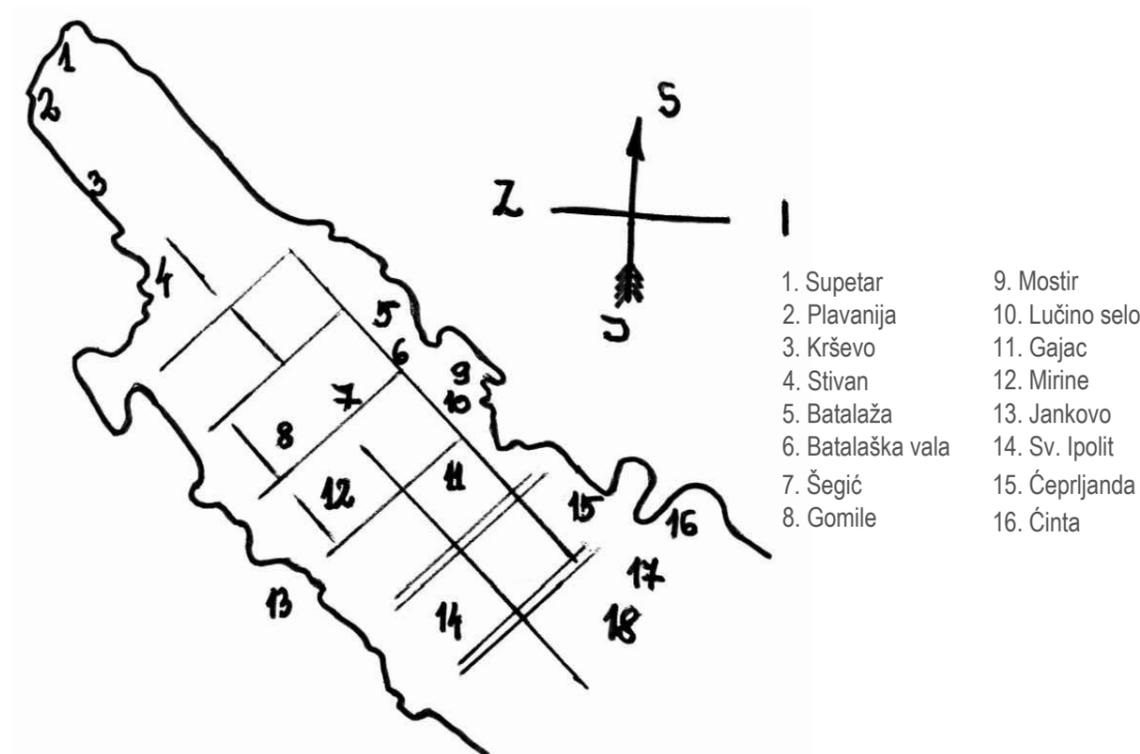 1
2
3
4
S
Z
I
J
5
6
7
8
9
10
11
12
13
14
15
16
17
18
1. Supetar
2. Plavanija
3. Krševo
4. Stivan
5. Batalaža
6. Batalaška vala
7. Šegić
8. Gomile
9. Mostir
10. Lučino selo
11. Gajac
12. Mirine
13. Jankovo
14. Sv. Ipolit
15. Ćeprljanda
16. Ćinta